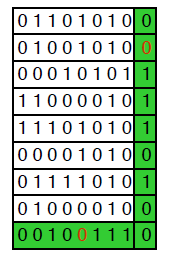 0 1 1 0 1 0 1 0 0
0 1 0 0 1 0 1 0 0
0 0 0 1 0 1 0 1 1
1 1 0 0 0 0 1 0 1
1 1 1 0 1 0 1 0 1
0 0 0 0 1 0 1 0 0
0 1 1 1 1 0 1 0 1
0 1 0 0 0 0 1 0 0
0 0 1 0 0 1 1 1 0